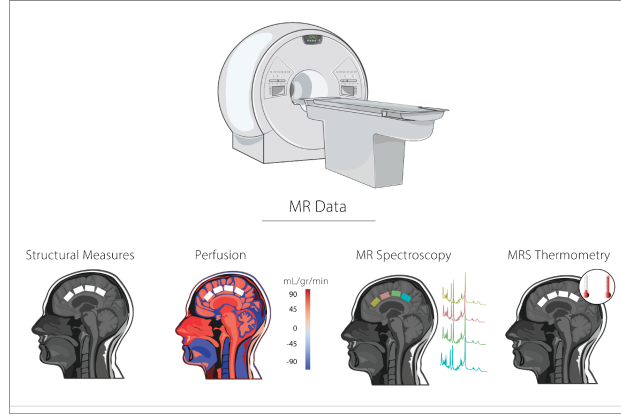 MR Data
Structural Measures
Perfusion
MR Spectroscopy
MRS Thermometry
mL/gr/min
90
45
0
-45
-90